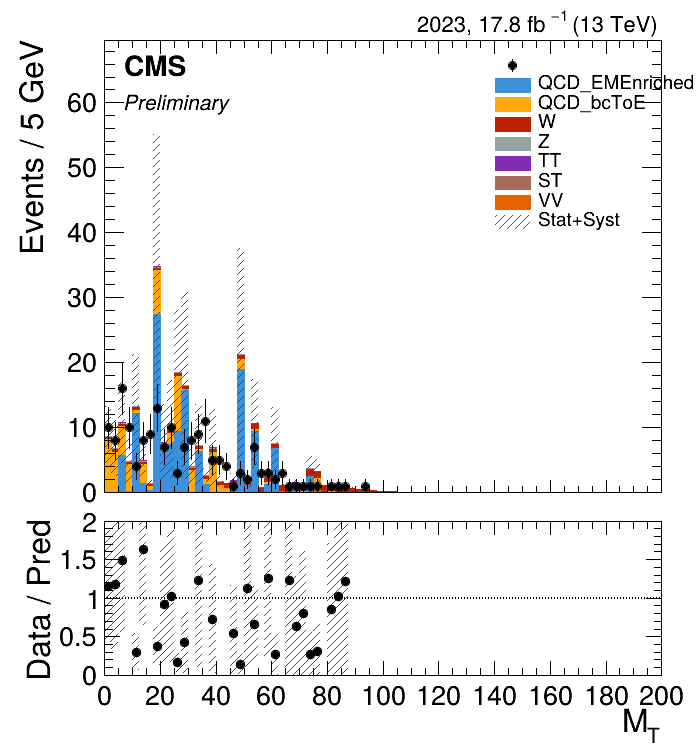 2023, 17.8 fb⁻¹ (13 TeV)
CMS
Preliminary
Events / 5 GeV
60
50
40
30
20
10
0
QCD_EMEnriched
QCD_bcToE
W
Z
TT
ST
VV
Stat+Syst
Data / Pred
2
1.5
1
0.5
0
0 20 40 60 80 100 120 140 160 180 200
M_T